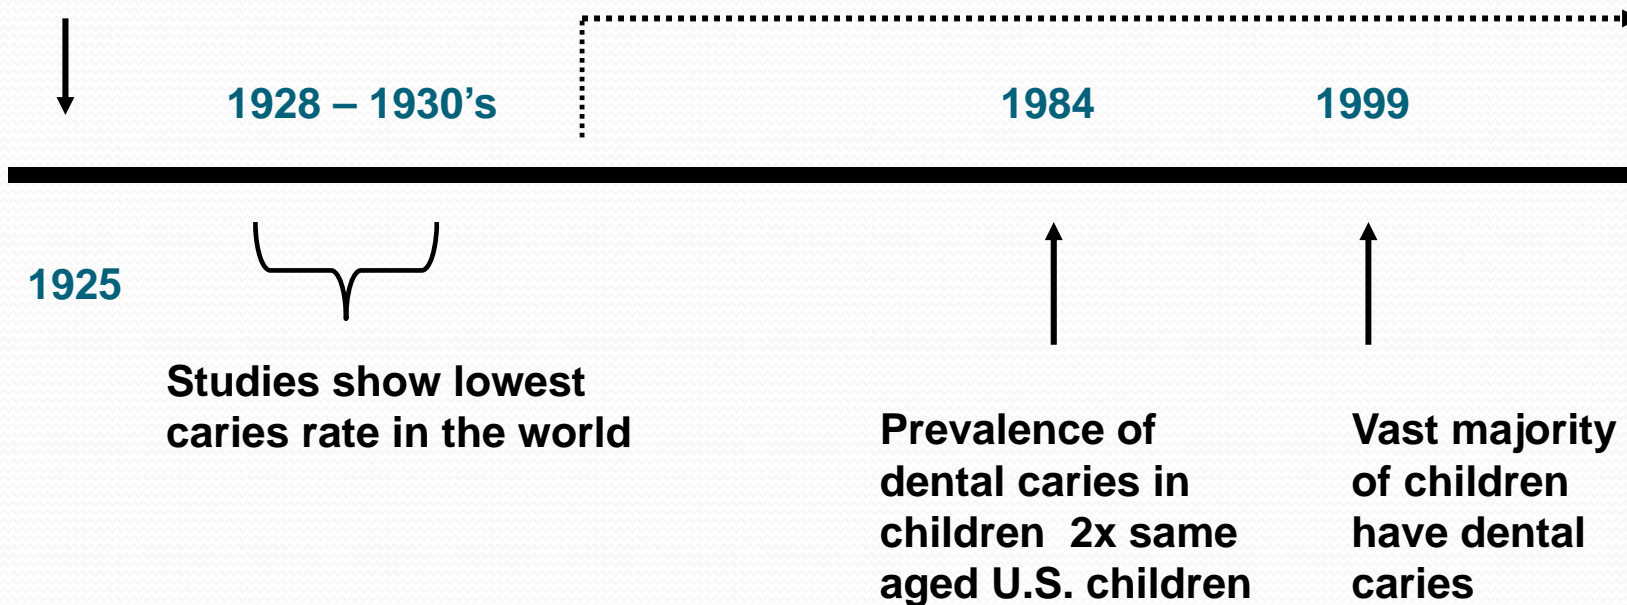 1928 – 1930’s
1984
1999
1925
Studies show lowest
caries rate in the world
Prevalence of
dental caries in
children  2x same
aged U.S. children
Vast majority
of children
have dental
caries